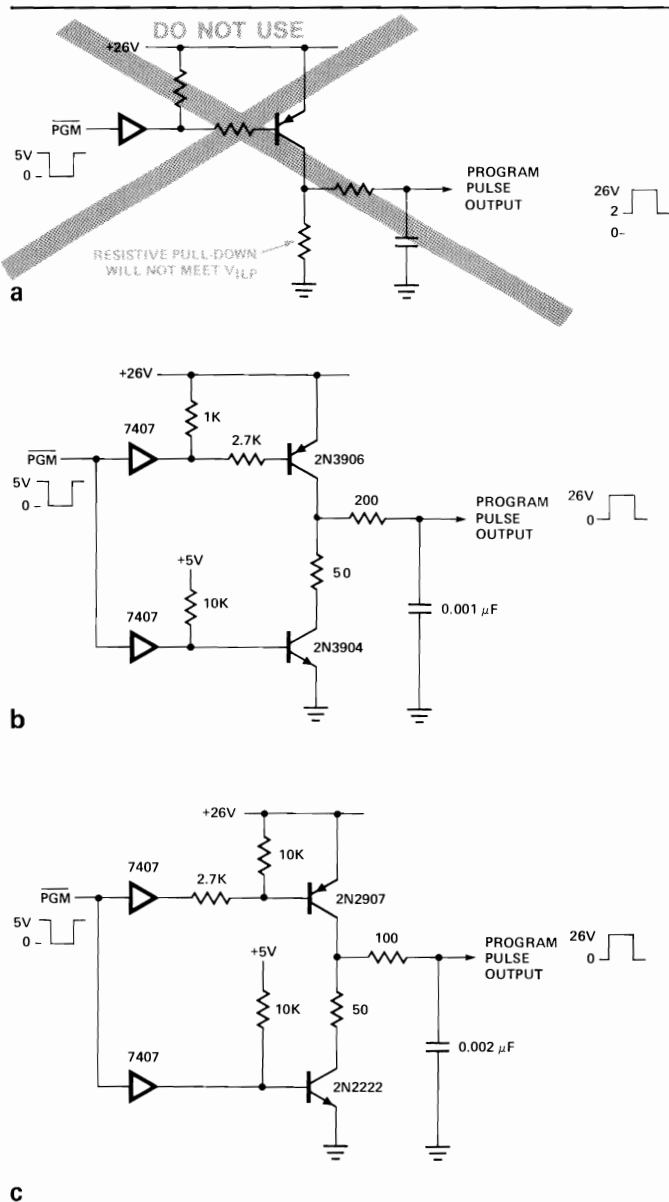 DO NOT USE
+26V
PGM
5V
0
PROGRAM
PULSE
OUTPUT
26V
2
0
RESISTIVE PULL-DOWN
WILL NOT MEET VILP
a
+26V
1K
7407
2.7K
PGM
2N3906
5V
0
200
PROGRAM
PULSE
OUTPUT
26V
0
+5V
50
10K
0.001 μF
7407
2N3904
b
+26V
10K
7407
2.7K
PGM
2N2907
5V
0
100
PROGRAM
PULSE
OUTPUT
26V
0
+5V
10K
50
0.002 μF
7407
2N2222
c